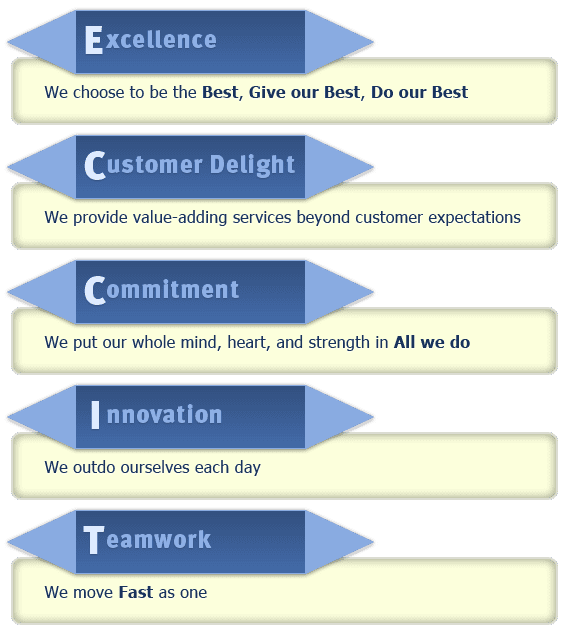 Excellence
We choose to be the Best, Give our Best, Do our Best
Customer Delight
We provide value-adding services beyond customer expectations
Commitment
We put our whole mind, heart, and strength in All we do
Innovation
We outdo ourselves each day
Teamwork
We move Fast as one